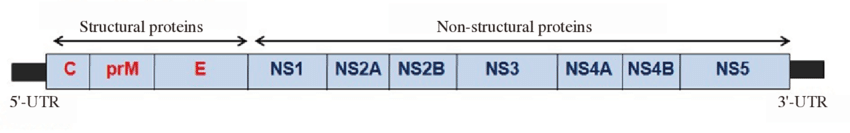 Structural proteins Non-structural proteins
C prM E NS1 NS2A NS2B NS3 NS4A NS4B NS5
5'-UTR 3'-UTR